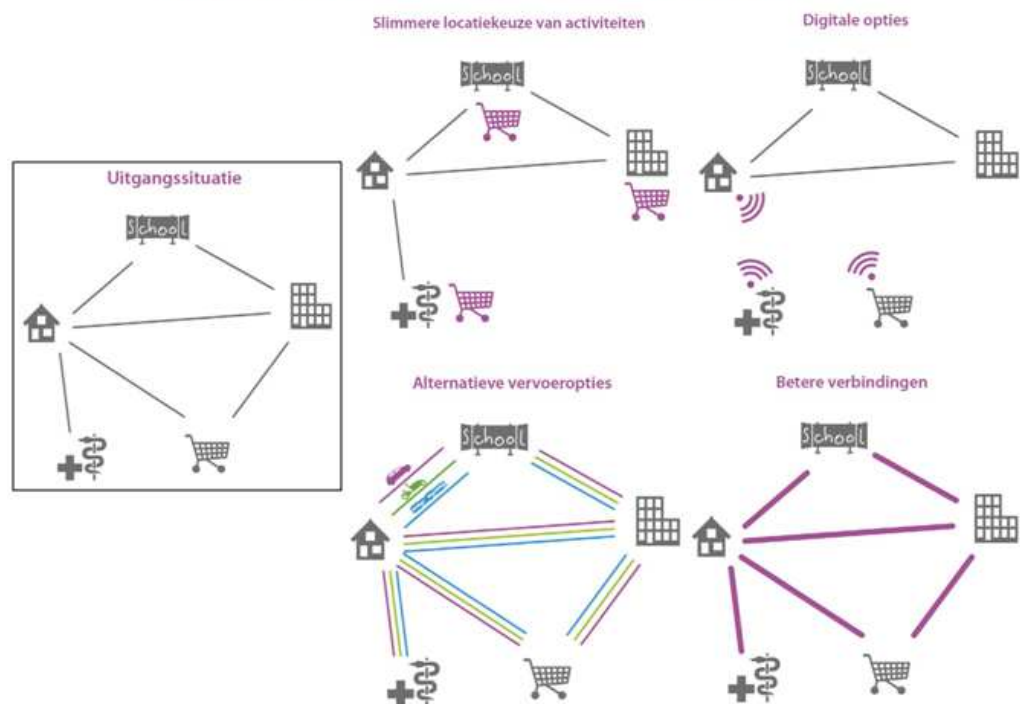 Uitgangssituatie
School
Slimmere locatiekeuze van activiteiten
School
Digitale opties
School
Alternatieve vervoeropties
School
Betere verbindingen
School